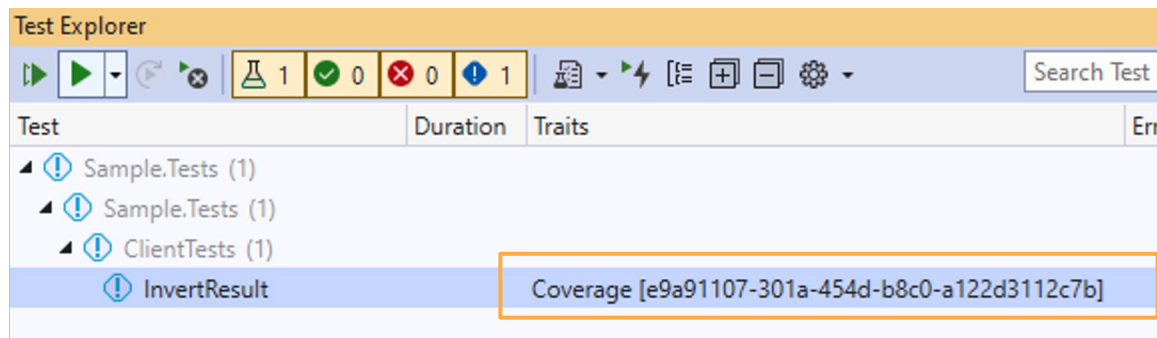 Test Explorer
1 0 0 1 Search Test
Test Duration Traits Err
Sample.Tests (1)
Sample.Tests (1)
ClientTests (1)
InvertResult Coverage [e9a91107-301a-454d-b8c0-a122d3112c7b]